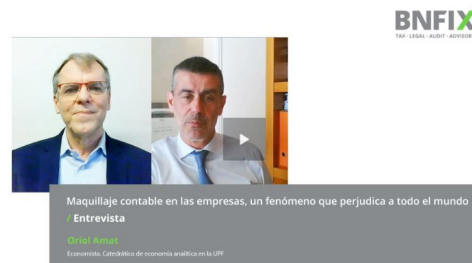 BNFIX
TAX · LEGAL · AUDIT · ADVISOR
Maquillaje contable en las empresas, un fenómeno que perjudica a todo el mundo
/ Entrevista
Oriol Amat
Economista. Catedrático de economía analítica en la UPF